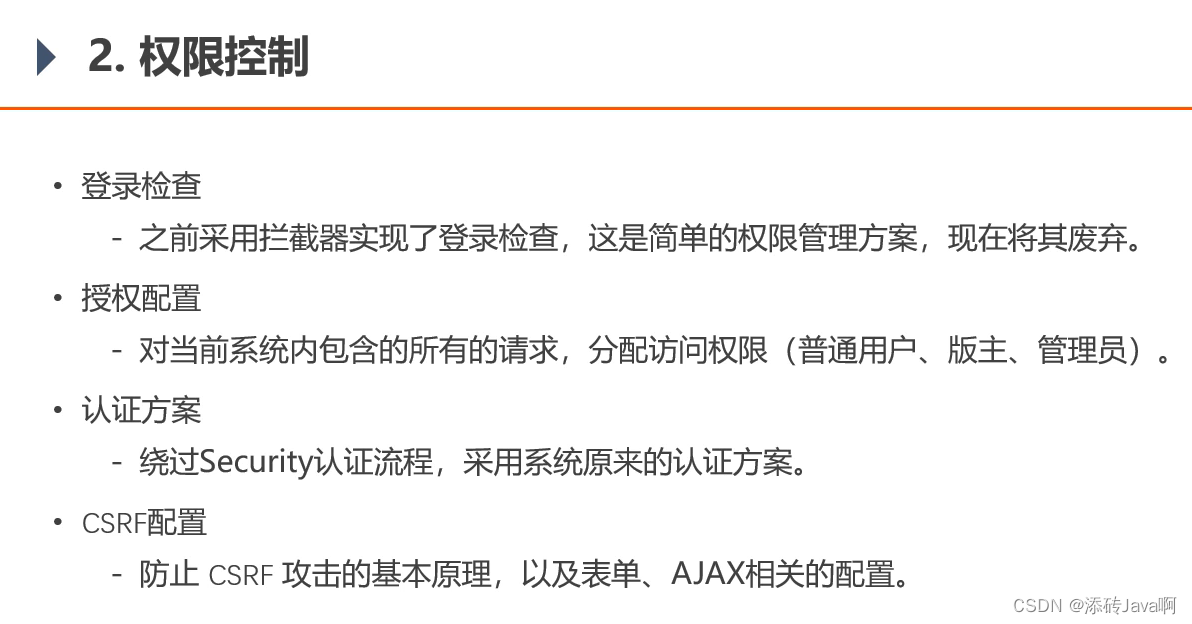 2. 权限控制
• 登录检查
- 之前采用拦截器实现了登录检查，这是简单的权限管理方案，现在将其废弃。
• 授权配置
- 对当前系统内包含的所有的请求，分配访问权限（普通用户、版主、管理员）。
• 认证方案
- 绕过Security认证流程，采用系统原来的认证方案。
• CSRF配置
- 防止 CSRF 攻击的基本原理，以及表单、AJAX相关的配置。
CSDN @添砖Java啊